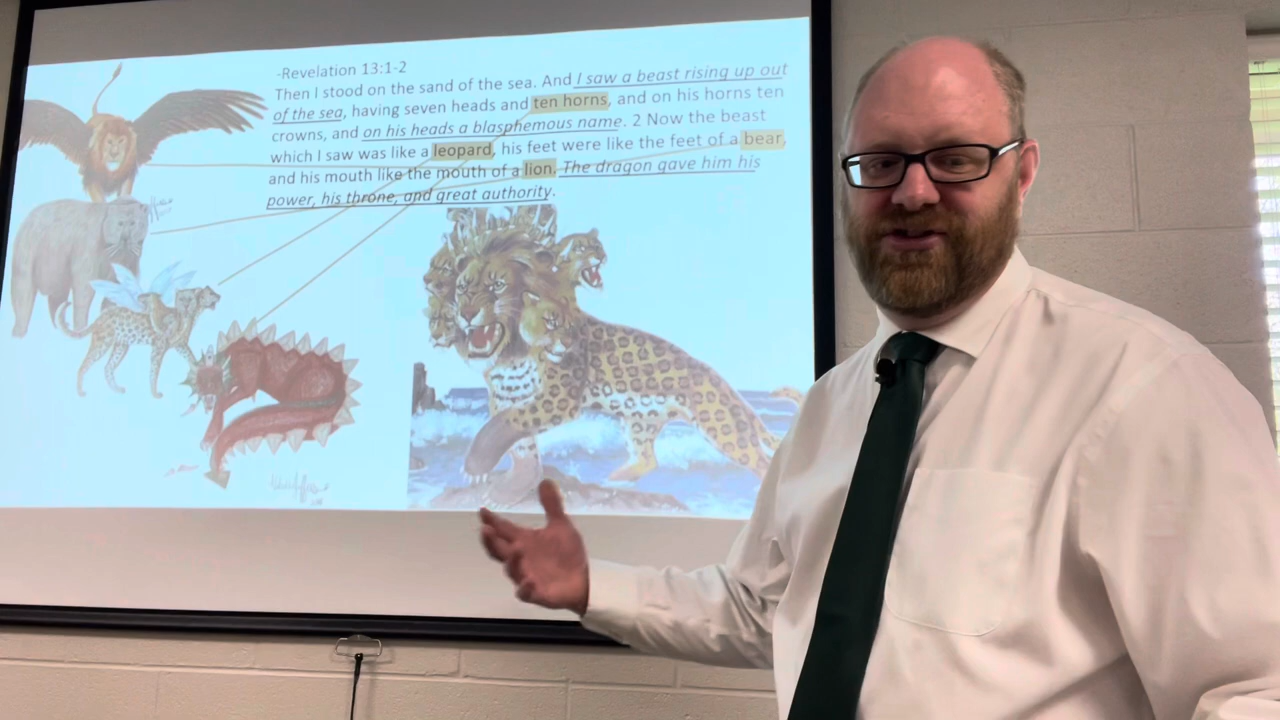 -Revelation 13:1-2
Then I stood on the sand of the sea. And I saw a beast rising up out
of the sea, having seven heads and ten horns, and on his horns ten
crowns, and on his heads a blasphemous name. 2 Now the beast
which I saw was like a leopard, his feet were like the feet of a bear,
and his mouth like the mouth of a lion. The dragon gave him his
power, his throne, and great authority.